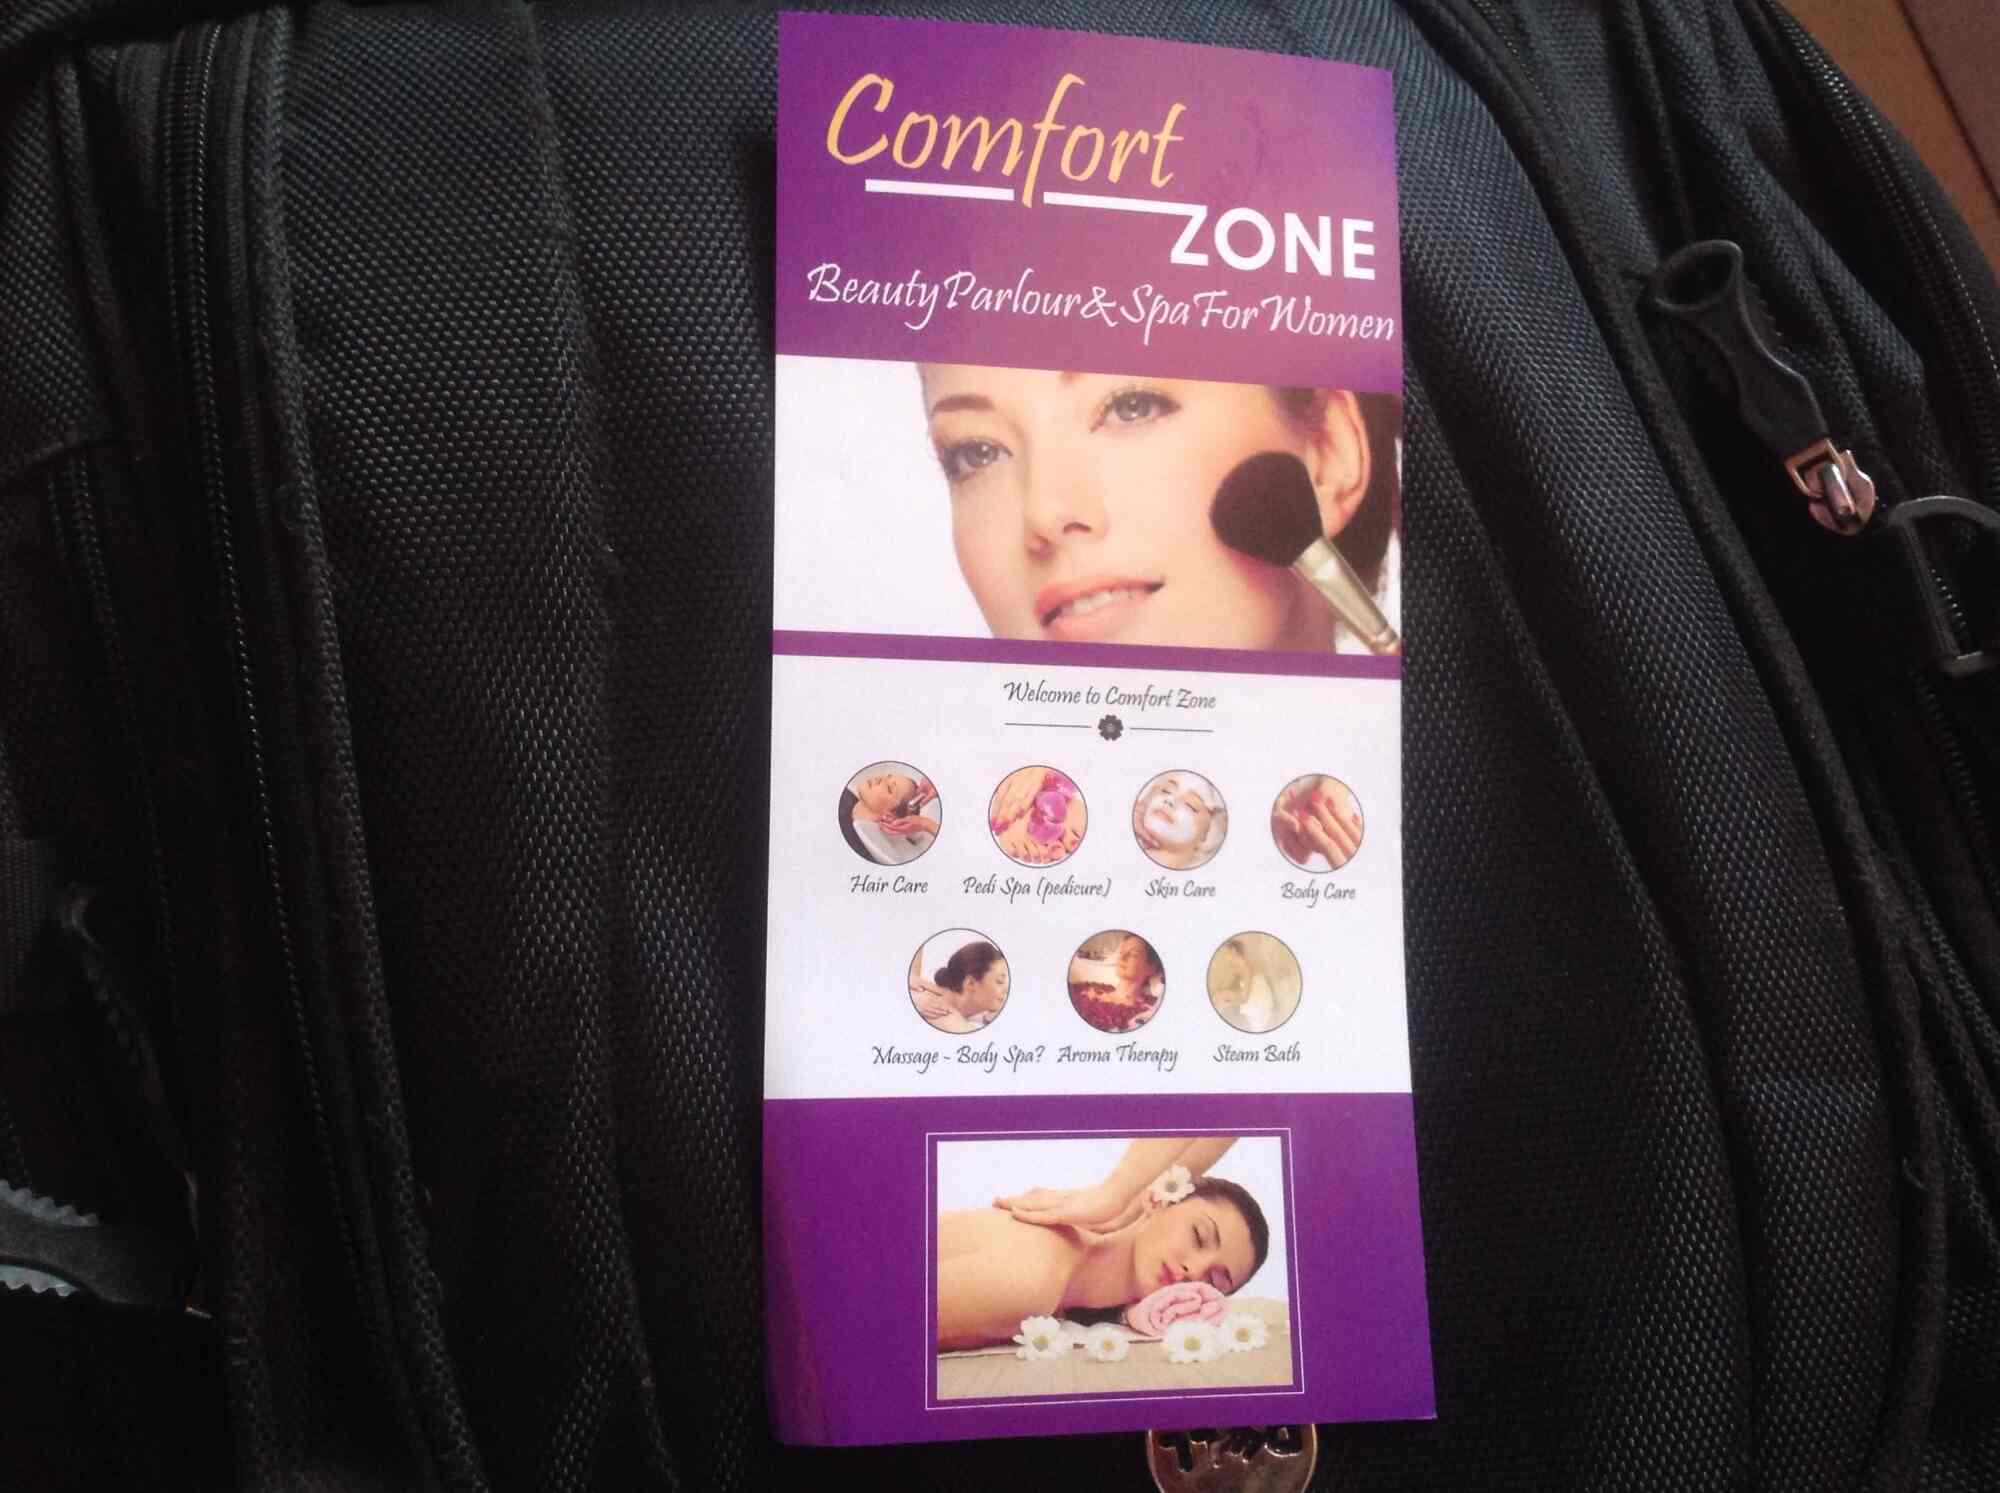 Comfort
ZONE
Beauty Parlour & Spa For Women
Welcome to Comfort Zone
Hair Care Pedi Spa (pedicure) Skin Care Body Care
Massage ~ Body Spa? Aroma Therapy Steam Bath